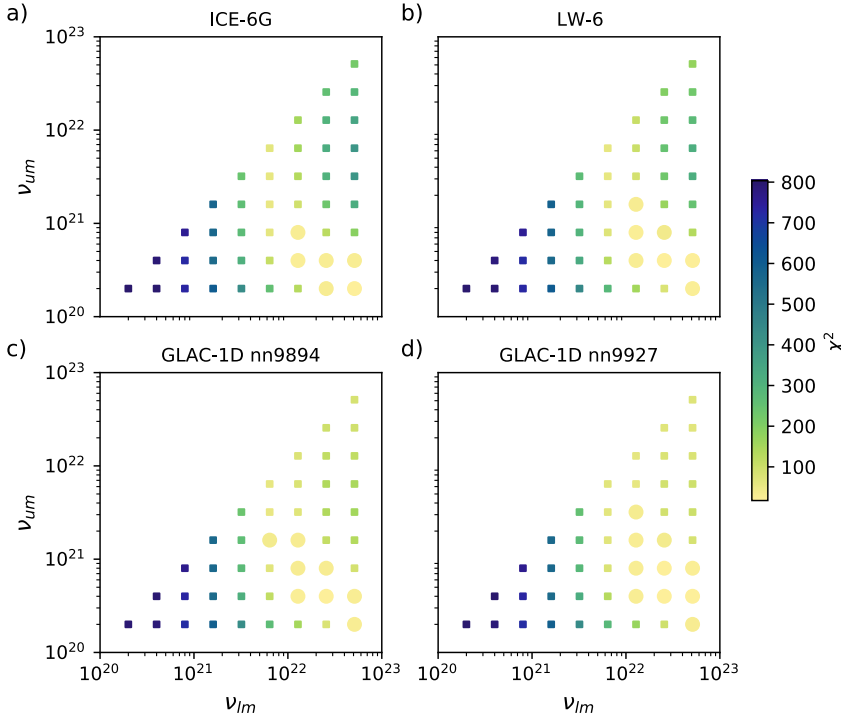 a) ICE-6G b) LW-6
10^23 10^22 10^21 10^20
ν_um
c) GLAC-1D nn9894 d) GLAC-1D nn9927
10^23 10^22 10^21 10^20
ν_um
10^20 10^21 10^22 10^23 10^20 10^21 10^22 10^23
ν_lm ν_lm
800
700
600
500
400
300
200
100
χ^2